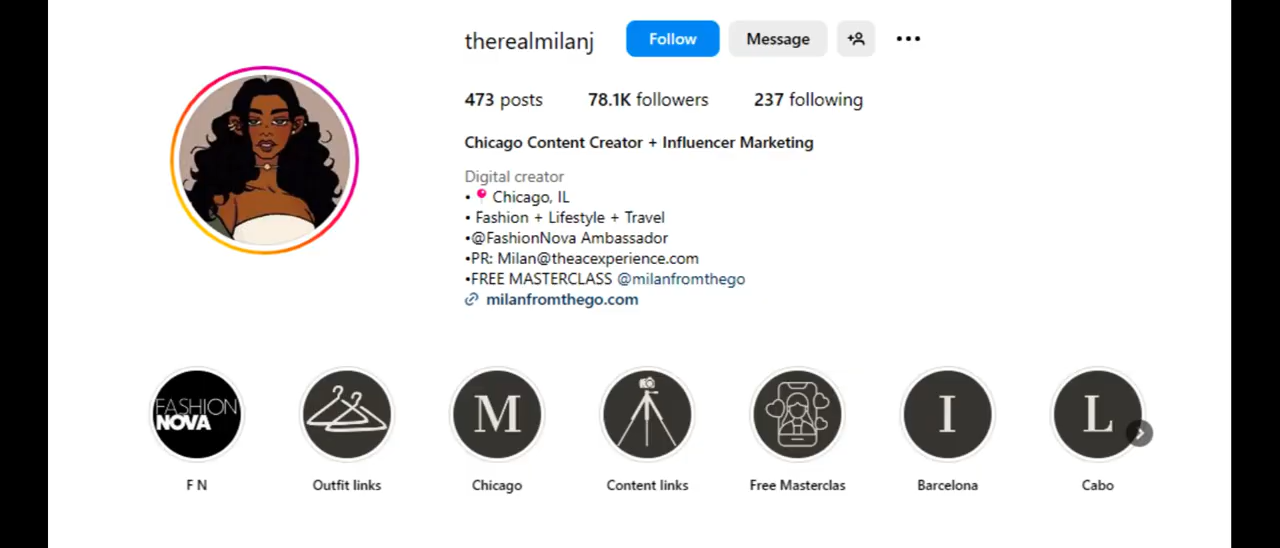 therealmilanj Follow Message
473 posts 78.1K followers 237 following
Chicago Content Creator + Influencer Marketing
Digital creator
•📍Chicago, IL
• Fashion + Lifestyle + Travel
•@FashionNova Ambassador
•PR: Milan@theacexperience.com
•FREE MASTERCLASS @milanfromthego
milanfromthego.com
FASHION
NOVA
M
I
L
F N
Outfit links
Chicago
Content links
Free Masterclas
Barcelona
Cabo